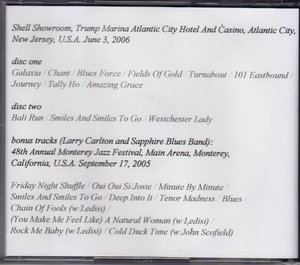 Shell Showroom, Trump Marina Atlantic City Hotel And Casino, Atlantic City,
New Jersey, U.S.A. June 3, 2006
disc one
Galaxia / Chant / Blues Force / Fields Of Gold / Turnabout / 101 Eastbound /
Journey / Tally Ho / Amazing Grace
disc two
Bali Run / Smiles And Smiles To Go / Westchester Lady
bonus tracks (Larry Carlton and Sapphire Blues Band):
48th Annual Monterey Jazz Festival, Main Arena, Monterey,
California, U.S.A. September 17, 2005
Friday Night Shuffle / Oui Oui Si Josie / Minute By Minute /
Smiles And Smiles To Go / Deep Into It / Tenor Madness / Blues /
Chain Of Fools (w/Ledisi) /
(You Make Me Feel Like) A Natural Woman (w/Ledisi) /
Rock Me Baby (w/Ledisi) / Cold Duck Time (w/John Scofield)